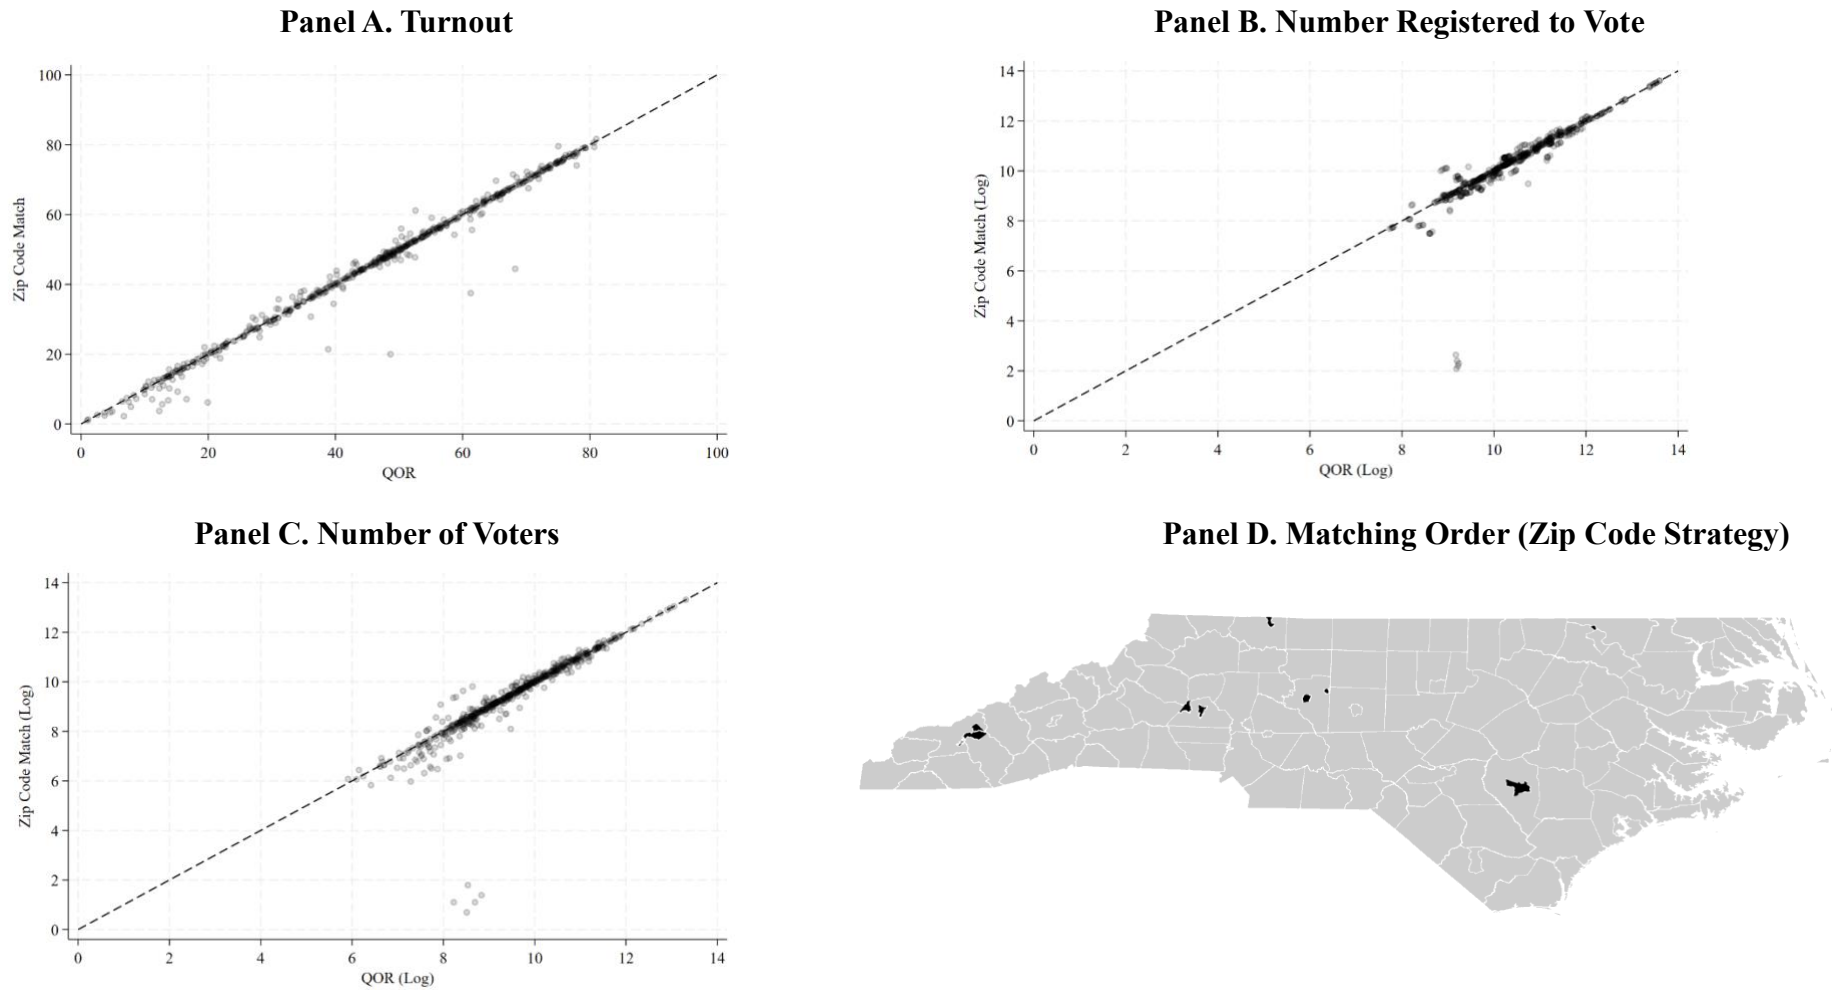 Panel A. Turnout
Zip Code Match
100
80
60
40
20
0
0 20 40 60 80 100
QOR
Panel B. Number Registered to Vote
Zip Code Match (Log)
14
12
10
8
6
4
2
0
0 2 4 6 8 10 12 14
QOR (Log)
Panel C. Number of Voters
Zip Code Match (Log)
14
12
10
8
6
4
2
0
0 2 4 6 8 10 12 14
QOR (Log)
Panel D. Matching Order (Zip Code Strategy)